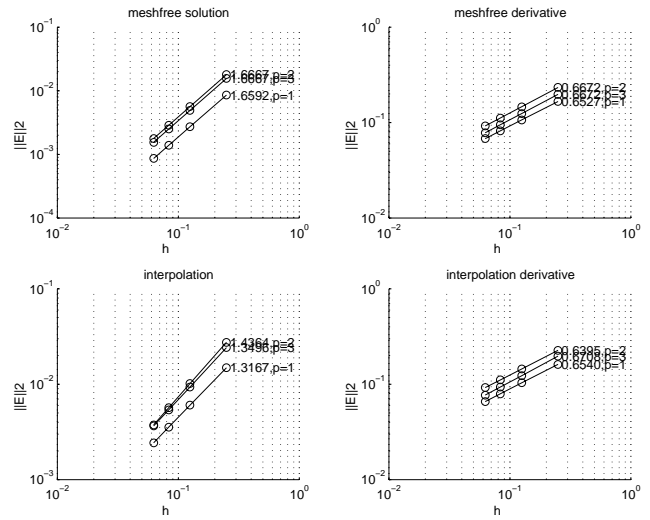 meshfree solution
10^-1
1.6667,p=2
1.6667,p=3
10^-2
1.6592,p=1
||E||2
10^-3
10^-4
10^-2 10^-1 10^0
h
meshfree derivative
10^0
0.6672,p=2
0.6672,p=3
0.6527,p=1
10^-1
||E||2
10^-2
10^-2 10^-1 10^0
h
interpolation
10^-1
1.4364,p=2
1.3496,p=3
1.3167,p=1
10^-2
||E||2
10^-3
10^-2 10^-1 10^0
h
interpolation derivative
10^0
0.6395,p=2
0.6708,p=3
0.6540,p=1
10^-1
||E||2
10^-2
10^-2 10^-1 10^0
h